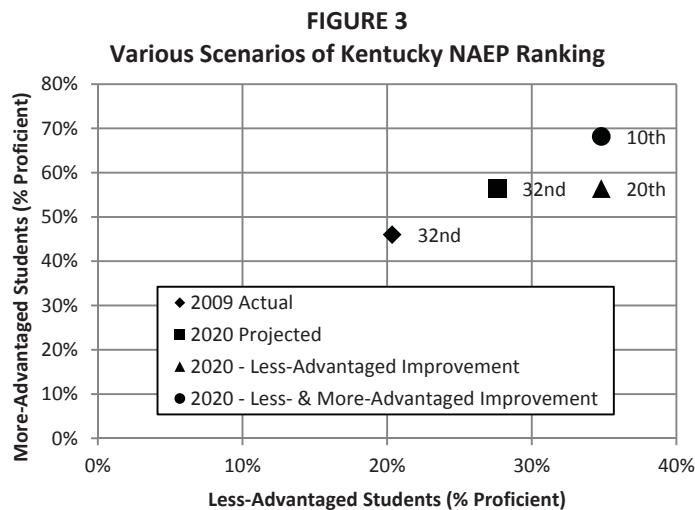 FIGURE 3
Various Scenarios of Kentucky NAEP Ranking
More-Advantaged Students (% Proficient)
80%
70%
60%
50%
40%
30%
20%
10%
0%
10th
32nd
20th
32nd
2009 Actual
2020 Projected
2020 - Less-Advantaged Improvement
2020 - Less- & More-Advantaged Improvement
0%
10%
20%
30%
40%
Less-Advantaged Students (% Proficient)